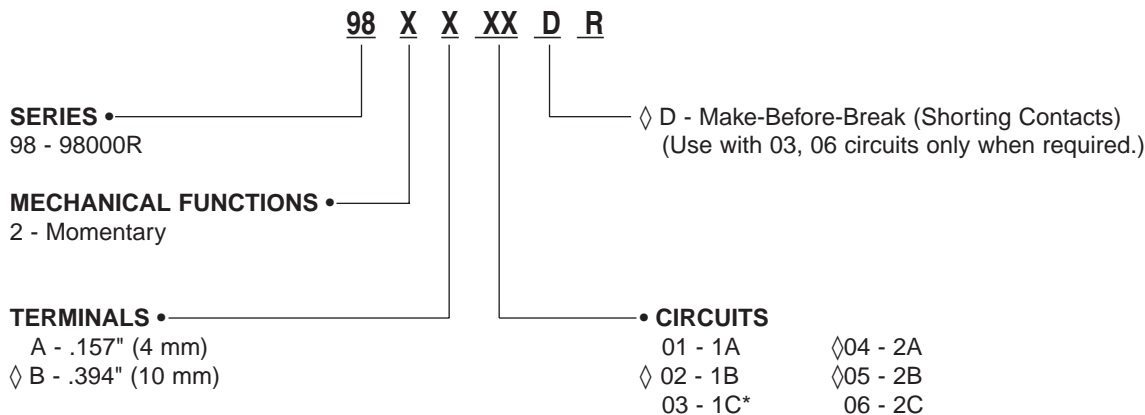 98 X X XX D R
SERIES •
98 - 98000R
◊ D - Make-Before-Break (Shorting Contacts)
(Use with 03, 06 circuits only when required.)
MECHANICAL FUNCTIONS •
2 - Momentary
TERMINALS •
A - .157" (4 mm)
◊ B - .394" (10 mm)
• CIRCUITS
01 - 1A ◊04 - 2A
◊ 02 - 1B ◊05 - 2B
03 - 1C* 06 - 2C